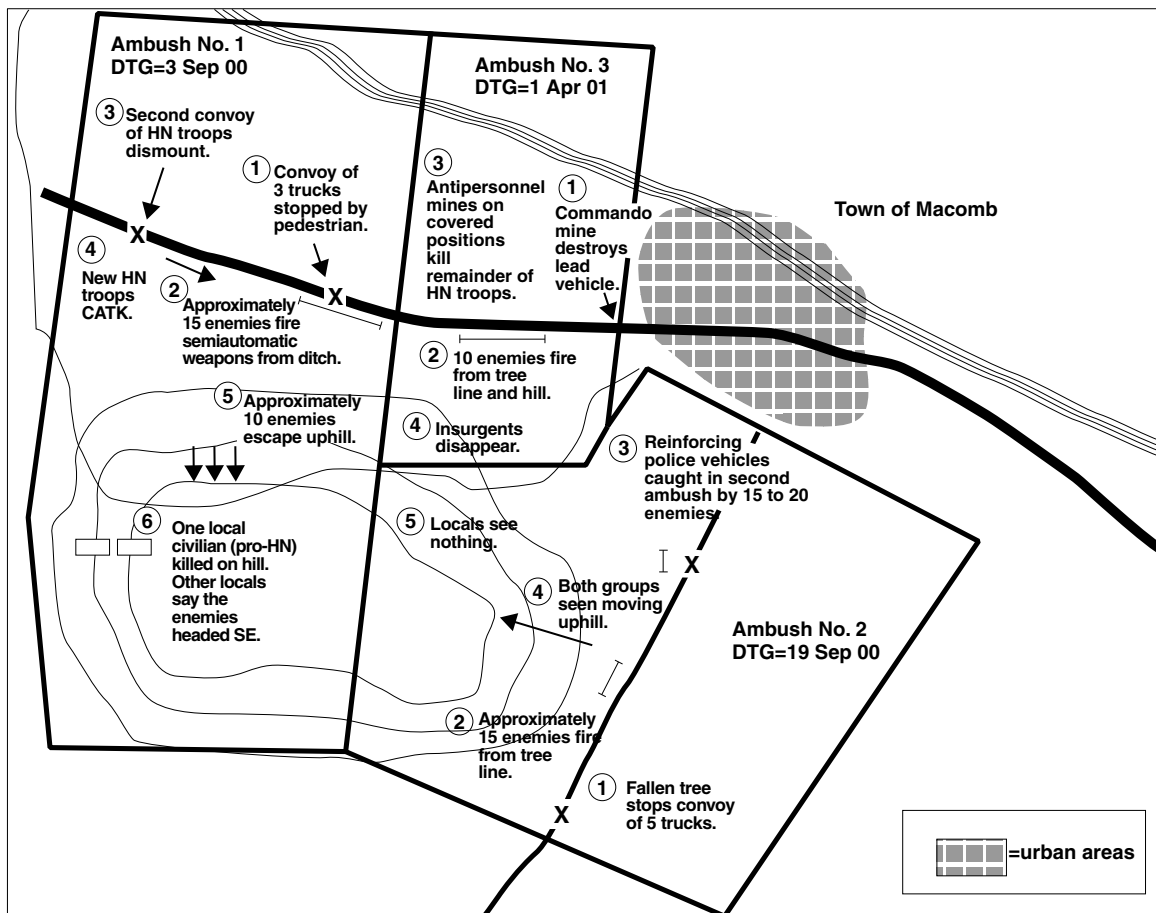 Ambush No. 1
DTG=3 Sep 00
3
Second convoy
of HN troops
dismount.
1
Convoy of
3 trucks
stopped by
pedestrian.
X
X
4
New HN
troops
CATK.
2
Approximately
15 enemies fire
semiautomatic
weapons from ditch.
5
Approximately
10 enemies
escape uphill.
6
One local
civilian (pro-HN)
killed on hill.
Other locals
say the
enemies
headed SE.
Ambush No. 3
DTG=1 Apr 01
3
Antipersonnel
mines on
covered
positions
kill
remainder of
HN troops.
1
Commando
mine
destroys
lead
vehicle.
2
10 enemies fire
from tree
line and hill.
4
Insurgents
disappear.
Town of Macomb
3
Reinforcing
police vehicles
caught in second
ambush by 15 to 20
enemies.
5
Locals see
nothing.
X
4
Both groups
seen moving
uphill.
Ambush No. 2
DTG=19 Sep 00
2
Approximately
15 enemies fire
from tree
line.
1
Fallen tree
stops convoy
of 5 trucks.
X
=urban areas